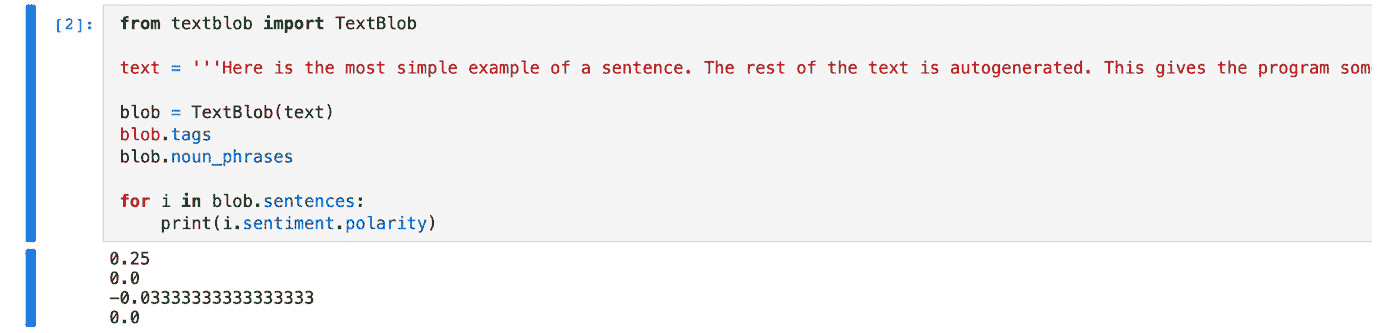 [2]: from textblob import TextBlob
text = '''Here is the most simple example of a sentence. The rest of the text is autogenerated. This gives the program som
blob = TextBlob(text)
blob.tags
blob.noun_phrases
for i in blob.sentences:
    print(i.sentiment.polarity)
0.25
0.0
-0.03333333333333333
0.0